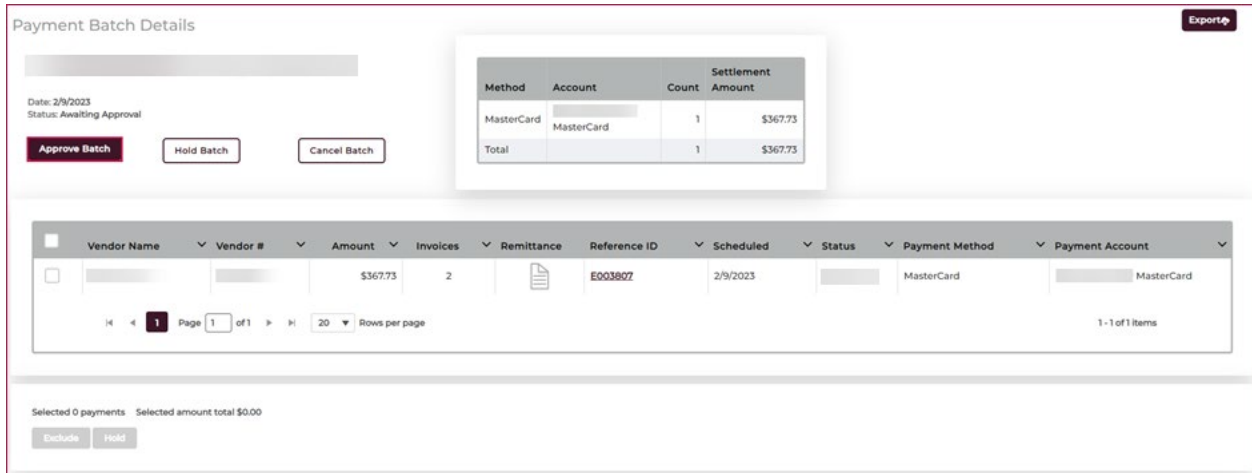 Payment Batch Details
Export
Date: 2/9/2023
Status: Awaiting Approval
Approve Batch Hold Batch Cancel Batch
Method Account Count Settlement Amount
MasterCard MasterCard 1 $367.73
Total 1 $367.73
Vendor Name Vendor # Amount Invoices Remittance Reference ID Scheduled Status Payment Method Payment Account
$367.73 2 E003807 2/9/2023 MasterCard MasterCard
1 Page 1 of 1 20 Rows per page 1 - 1 of 1 items
Selected 0 payments Selected amount total $0.00
Exclude Hold